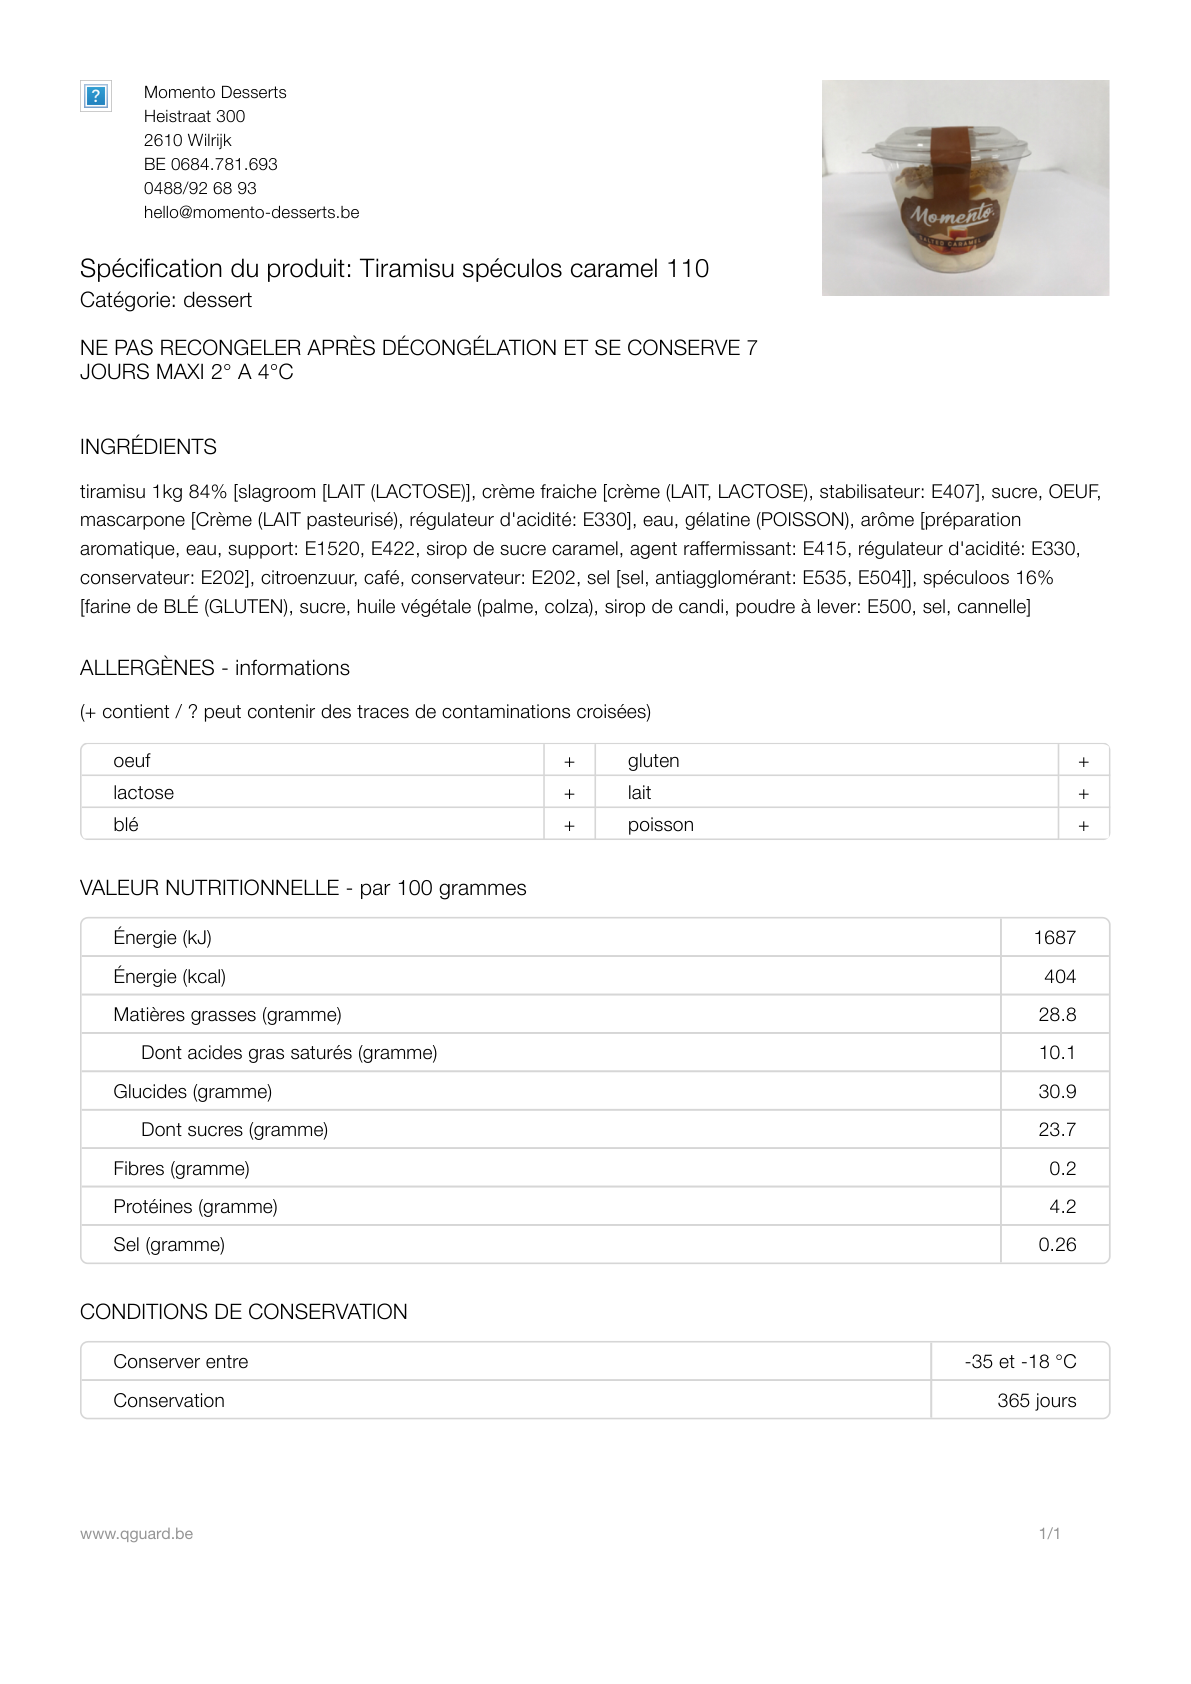 Momento Desserts
Heistraat 300
2610 Wilrijk
BE 0684.781.693
0488/92 68 93
hello@momento-desserts.be
Momento
SALTED CARAMEL
Spécification du produit: Tiramisu spéculos caramel 110
Catégorie: dessert
NE PAS RECONGELER APRÈS DÉCONGÉLATION ET SE CONSERVE 7
JOURS MAXI 2° A 4°C
INGRÉDIENTS
tiramisu 1kg 84% [slagroom [LAIT (LACTOSE)], crème fraiche [crème (LAIT, LACTOSE), stabilisateur: E407], sucre, OEUF,
mascarpone [Crème (LAIT pasteurisé), régulateur d'acidité: E330], eau, gélatine (POISSON), arôme [préparation
aromatique, eau, support: E1520, E422, sirop de sucre caramel, agent raffermissant: E415, régulateur d'acidité: E330,
conservateur: E202], citroenzuur, café, conservateur: E202, sel [sel, antiagglomérant: E535, E504]], spéculoos 16%
[farine de BLÉ (GLUTEN), sucre, huile végétale (palme, colza), sirop de candi, poudre à lever: E500, sel, cannelle]
ALLERGÈNES - informations
(+ contient / ? peut contenir des traces de contaminations croisées)
oeuf + gluten +
lactose + lait +
blé + poisson +
VALEUR NUTRITIONNELLE - par 100 grammes
Énergie (kJ) 1687
Énergie (kcal) 404
Matières grasses (gramme) 28.8
Dont acides gras saturés (gramme) 10.1
Glucides (gramme) 30.9
Dont sucres (gramme) 23.7
Fibres (gramme) 0.2
Protéines (gramme) 4.2
Sel (gramme) 0.26
CONDITIONS DE CONSERVATION
Conserver entre -35 et -18 °C
Conservation 365 jours
www.qguard.be 1/1